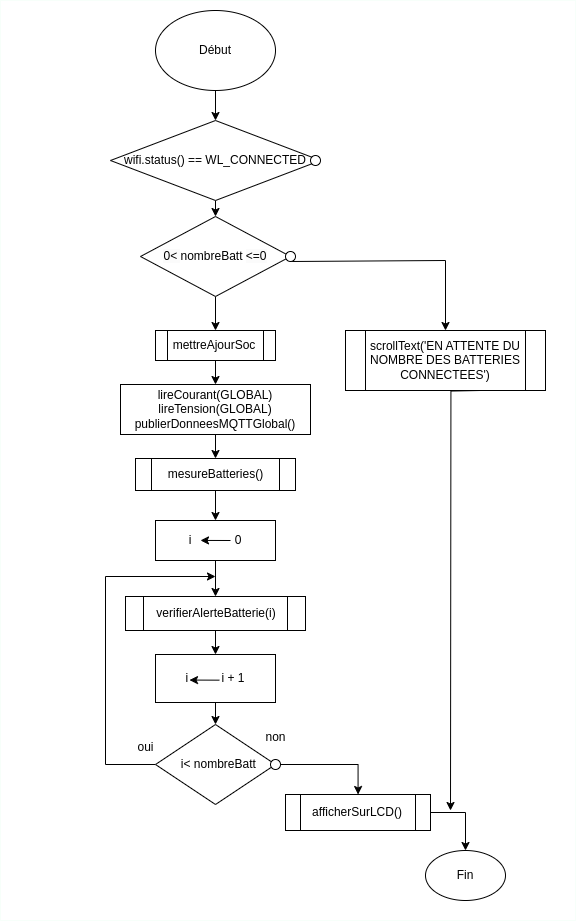 Début
wifi.status() == WL_CONNECTED
0< nombreBatt <=0
mettreAjourSoc
scrollText('EN ATTENTE DU
NOMBRE DES BATTERIES
CONNECTEES')
lireCourant(GLOBAL)
lireTension(GLOBAL)
publierDonneesMQTTGlobal()
mesureBatteries()
i 0
verifierAlerteBatterie(i)
i i + 1
oui
non
i< nombreBatt
afficherSurLCD()
Fin